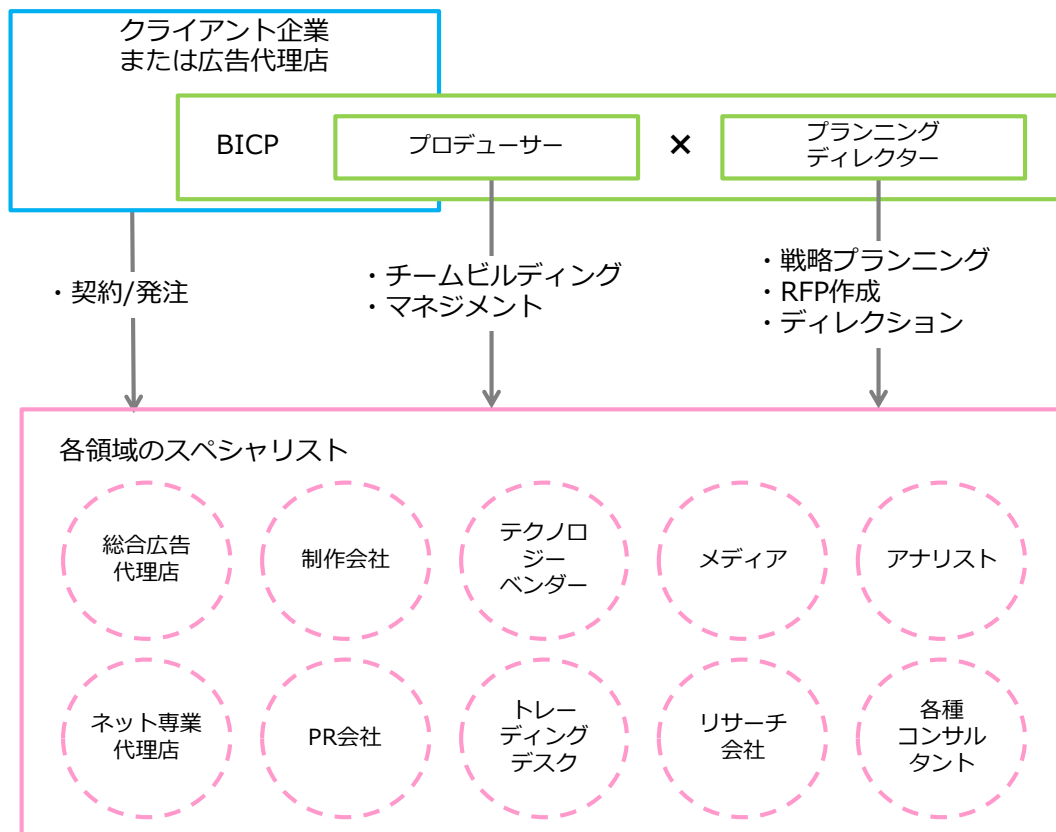 クライアント企業
または広告代理店
BICP
プロデューサー
×
プランニング
ディレクター
・契約/発注
・チームビルディング
・マネジメント
・戦略プランニング
・RFP作成
・ディレクション
各領域のスペシャリスト
総合広告
代理店
制作会社
テクノロ
ジー
ベンダー
メディア
アナリスト
ネット専業
代理店
PR会社
トレー
ディング
デスク
リサーチ
会社
各種
コンサル
タント